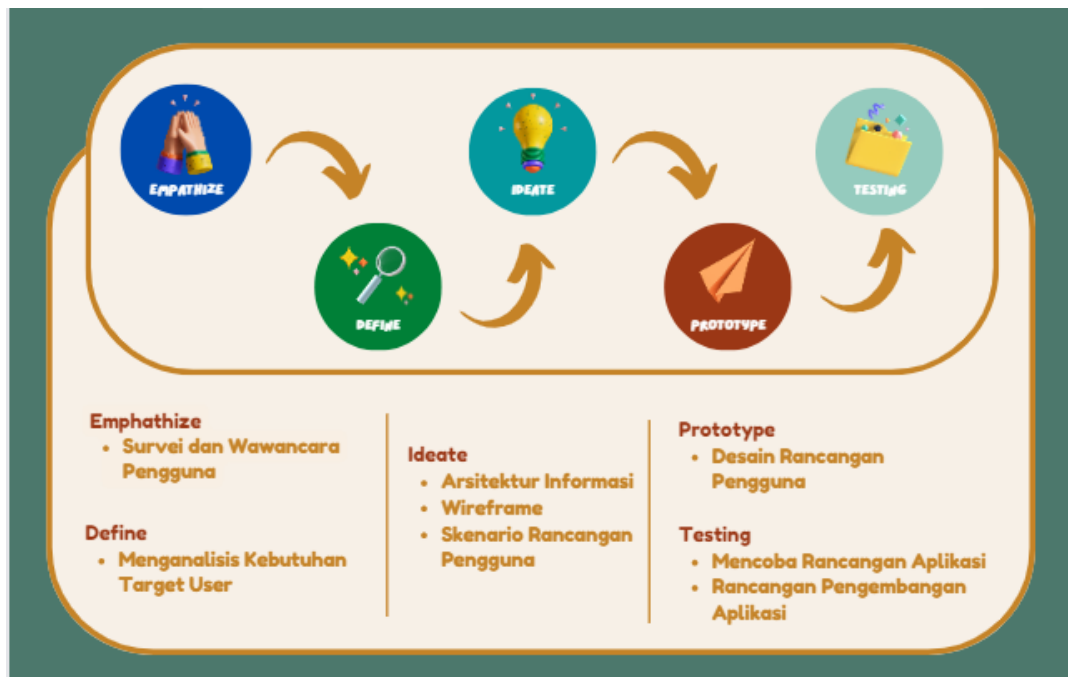 EMPATHIZE
IDEATE
TESTING
DEFINE
PROTOTYPE
Emphathize
• Survei dan Wawancara
Pengguna
Define
• Menganalisis Kebutuhan
Target User
Ideate
• Arsitektur Informasi
• Wireframe
• Skenario Rancangan
Pengguna
Prototype
• Desain Rancangan
Pengguna
Testing
• Mencoba Rancangan Aplikasi
• Rancangan Pengembangan
Aplikasi